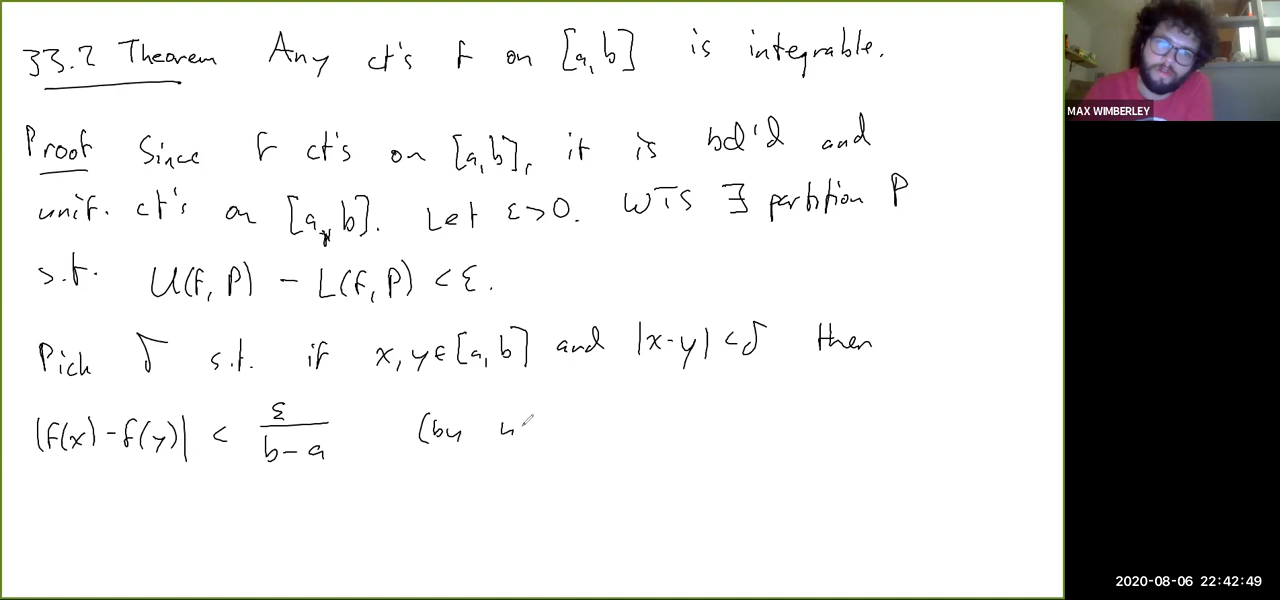 33.2 Theorem Any ct's f on [a,b] is integrable.
Proof Since f ct's on [a,b], it is bd'd and
unif. ct's on [a,b]. Let ε>0. WTS ∃ partition P
s.t. U(f,P) - L(f,P) < ε.
Pick δ s.t. if x,y∈[a,b] and |x-y|<δ then
|f(x)-f(y)| < ε/(b-a) (by u
MAX WIMBERLEY
2020-08-06 22:42:49